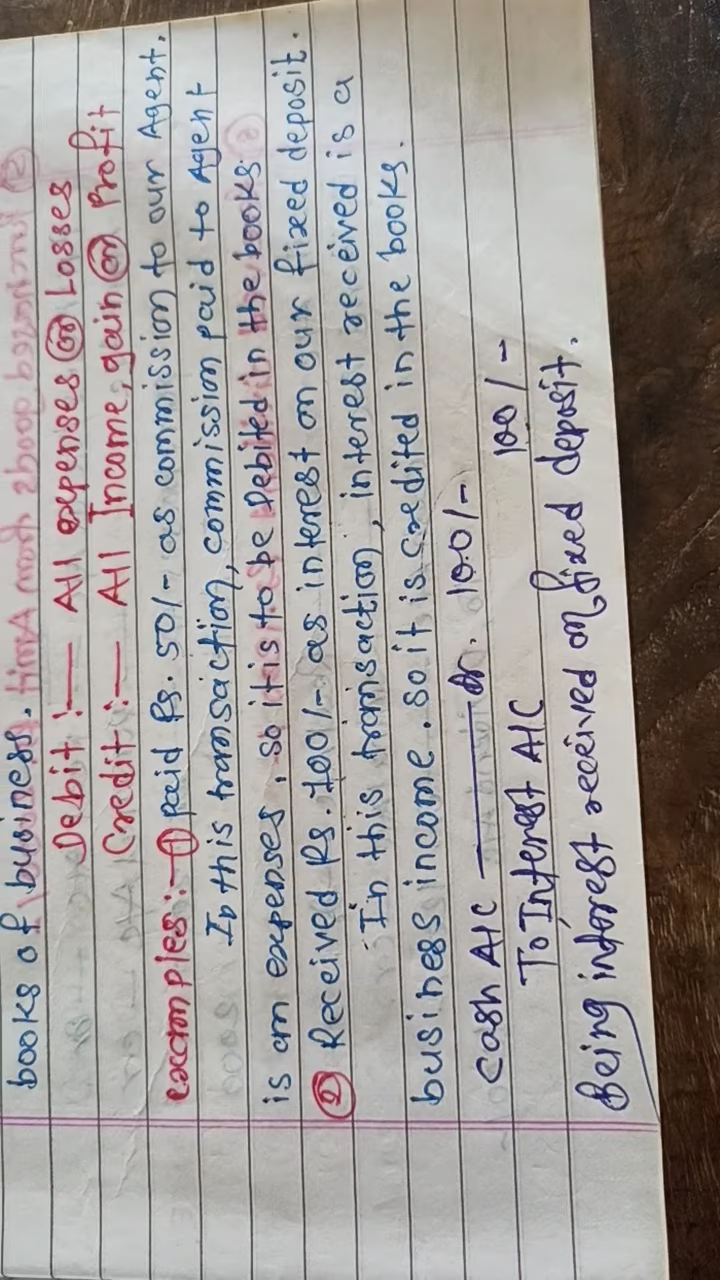 books of business.
Debit :— All expenses or Losses
Credit :— All Income, gain or Profit
examples :- ① paid Rs. 50/- as commission to our Agent.
In this transaction, commission paid to Agent
is an expenses, so it is to be Debited in the books.
② Received Rs. 100/- as interest on our fixed deposit.
In this transaction, interest received is a
business income. so it is credited in the books.
Cash A/C — dr. 100/-
To Interest A/C 100/-
Being interest received on fixed deposit.